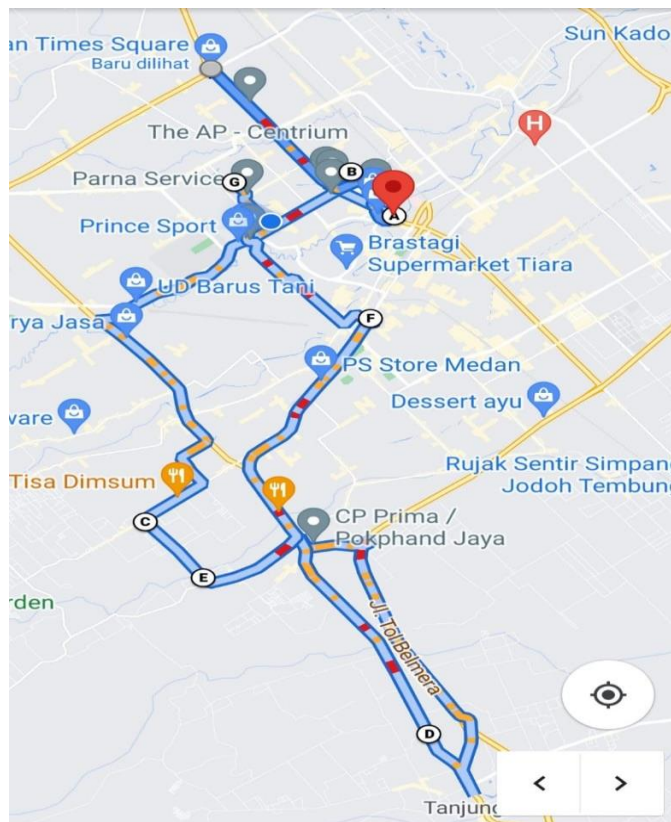 an Times Square
Baru dilihat
Sun Kado
The AP - Centrium
H
B
Parna Service
G
A
Prince Sport
Brastagi
Supermarket Tiara
UD Barus Tani
rya Jasa
F
PS Store Medan
ware
Dessert ayu
Tisa Dimsum
Rujak Sentir Simpan
Jodoh Tembung
C
CP Prima /
Pokphand Jaya
E
rden
Jl. Tol Belmera
D
Tanjung